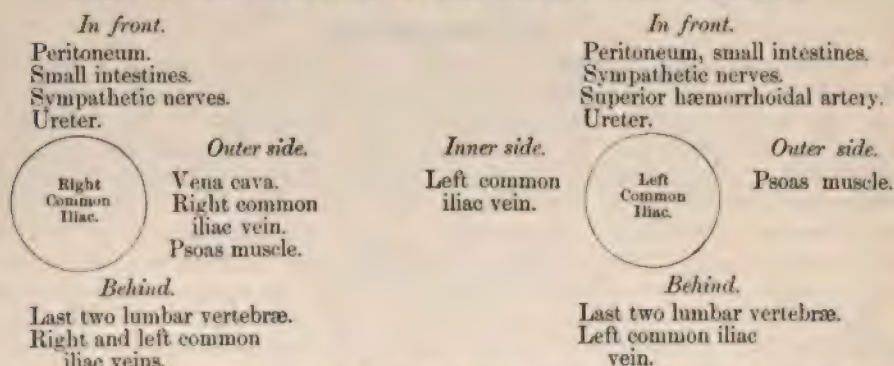 In front.
Peritoneum.
Small intestines.
Sympathetic nerves.
Ureter.
Outer side.
Right
Common
Iliac.
Vena cava.
Right common
iliac vein.
Psoas muscle.
Behind.
Last two lumbar vertebræ.
Right and left common
iliac veins.
In front.
Peritoneum, small intestines.
Sympathetic nerves.
Superior hæmorrhoidal artery.
Ureter.
Inner side.
Left common
iliac vein.
Left
Common
Iliac.
Outer side.
Psoas muscle.
Behind.
Last two lumbar vertebræ.
Left common iliac
vein.